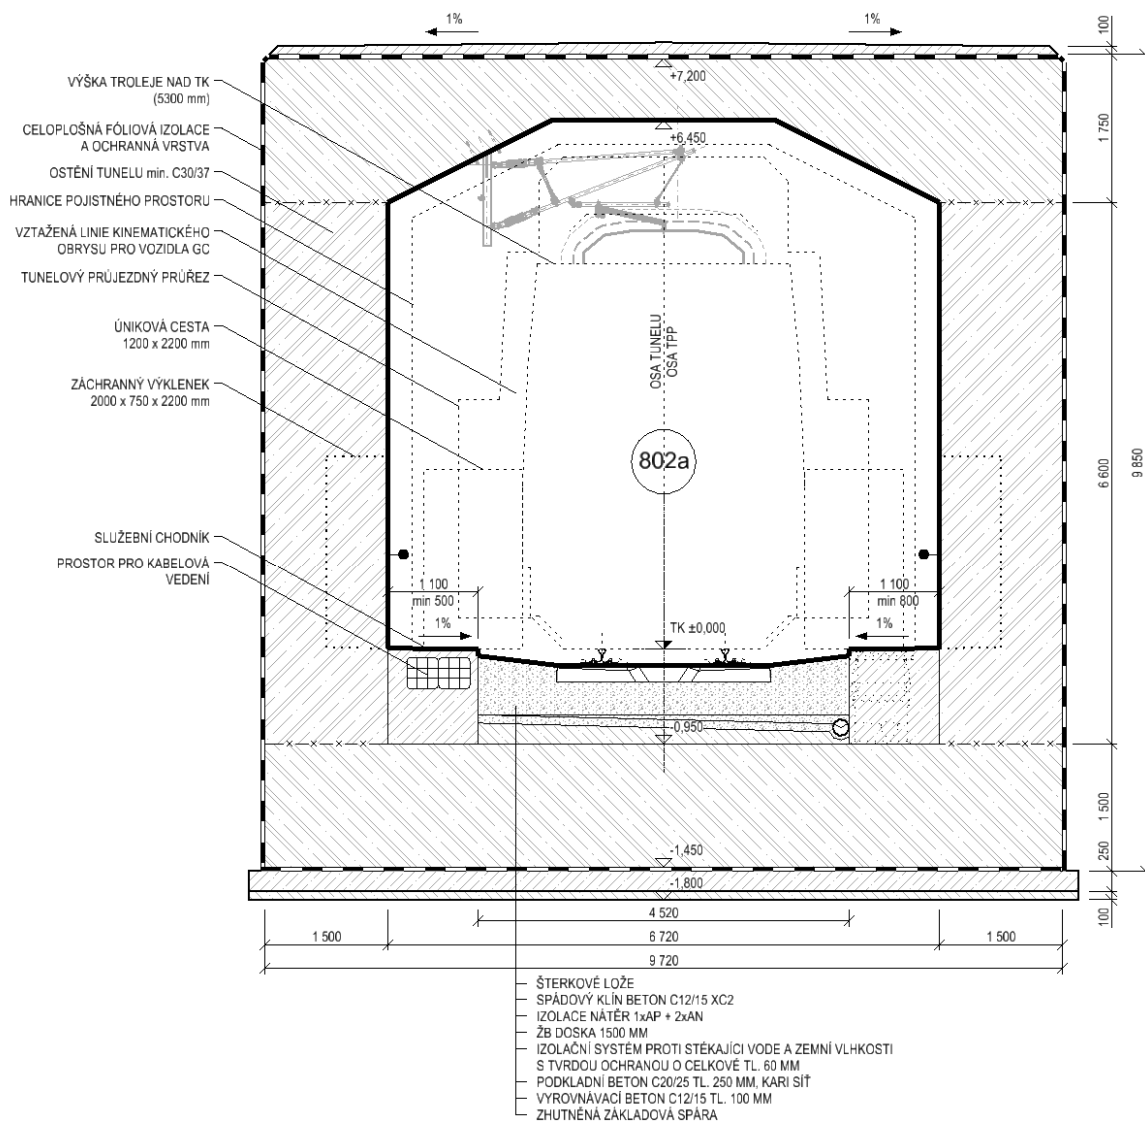 1%
1%
100
VÝŠKA TROLEJE NAD TK
(5300 mm)
+7,200
CELOPLOŠNÁ FÓLIOVÁ IZOLACE
A OCHRANNÁ VRSTVA
+6,450
1 750
OSTĚNÍ TUNELU min. C30/37
HRANICE POJISTNÉHO PROSTORU
VZTAŽENÁ LINIE KINEMATICKÉHO
OBRYSU PRO VOZIDLA GC
TUNELOVÝ PRŮJEZDNÝ PRŮŘEZ
ÚNIKOVÁ CESTA
1200 x 2200 mm
OSA TUNELU
OSA TPP
ZÁCHRANNÝ VÝKLENEK
2000 x 750 x 2200 mm
802a
6 600
9 850
SLUŽEBNÍ CHODNÍK
PROSTOR PRO KABELOVÁ
VEDENÍ
1 100
min 500
1 100
min 800
1%
TK ±0,000
1%
-0,950
1 500
-1,450
250
-1,800
100
4 520
1 500
6 720
1 500
9 720
ŠTERKOVÉ LOŽE
SPÁDOVÝ KLÍN BETON C12/15 XC2
IZOLACE NÁTĚR 1xAP + 2xAN
ŽB DOSKA 1500 MM
IZOLAČNÍ SYSTÉM PROTI STÉKAJÍCI VODE A ZEMNÍ VLHKOSTI
S TVRDOU OCHRANOU O CELKOVÉ TL. 60 MM
PODKLADNÍ BETON C20/25 TL. 250 MM, KARI SÍŤ
VYROVNÁVACÍ BETON C12/15 TL. 100 MM
ZHUTNĚNÁ ZÁKLADOVÁ SPÁRA